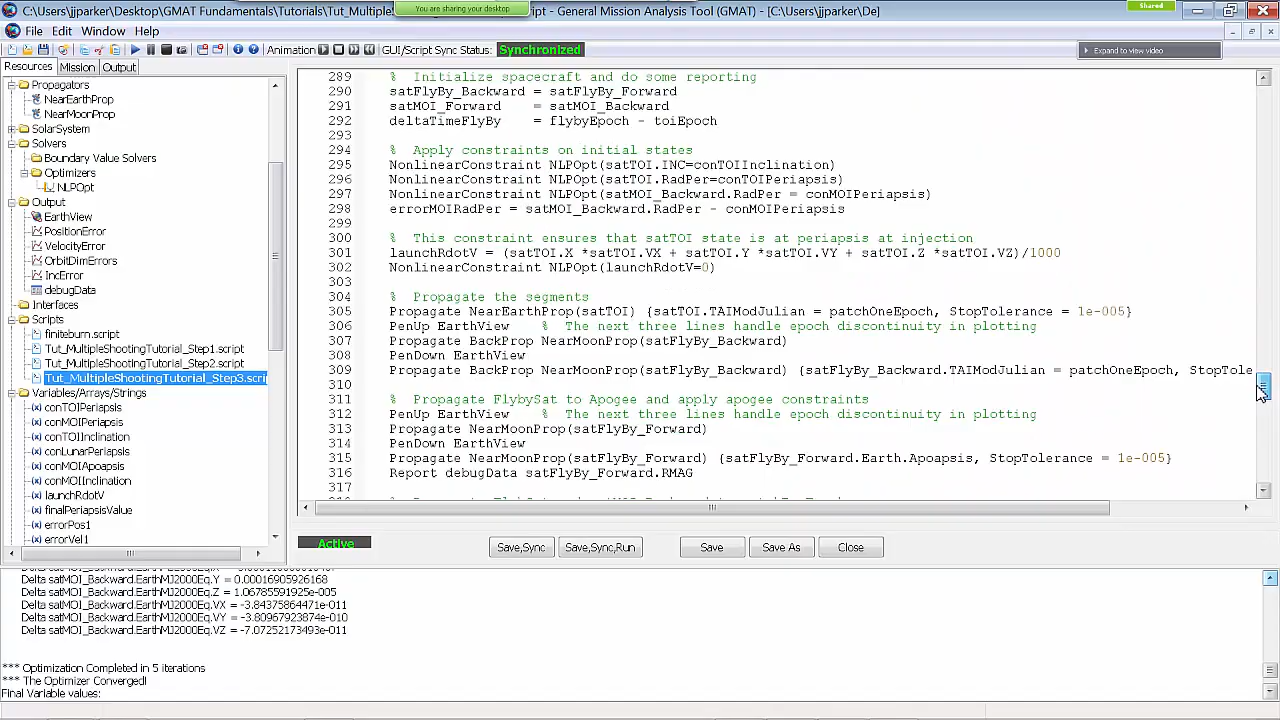 You are sharing your desktop
Shared
C:\Users\jjparker\Desktop\GMAT Fundamentals\Tutorials\Tut_Multiple
ript - General Mission Analysis Tool (GMAT) - [C:\Users\jjparker\De]
File Edit Window Help
Animation
GUI/Script Sync Status: Synchronized
Expand to view video
Resources Mission Output
Propagators
NearEarthProp
NearMoonProp
SolarSystem
Solvers
Boundary Value Solvers
Optimizers
NLPOpt
Output
EarthView
PositionError
VelocityError
OrbitDimErrors
IncError
debugData
Interfaces
Scripts
finiteburn.script
Tut_MultipleShootingTutorial_Step1.script
Tut_MultipleShootingTutorial_Step2.script
Tut_MultipleShootingTutorial_Step3.scri
Variables/Arrays/Strings
conTOIPeriapsis
conMOIPeriapsis
conTOIInclination
conLunarPeriapsis
conMOIApoapsis
conMOIInclination
launchRdotV
finalPeriapsisValue
errorPos1
errorVel1
289 % Initialize spacecraft and do some reporting
290 satFlyBy_Backward = satFlyBy_Forward
291 satMOI_Forward = satMOI_Backward
292 deltaTimeFlyBy = flybyEpoch - toiEpoch
293
294 % Apply constraints on initial states
295 NonlinearConstraint NLPOpt(satTOI.INC=conTOIInclination)
296 NonlinearConstraint NLPOpt(satTOI.RadPer=conTOIPeriapsis)
297 NonlinearConstraint NLPOpt(satMOI_Backward.RadPer = conMOIPeriapsis)
298 errorMOIRadPer = satMOI_Backward.RadPer - conMOIPeriapsis
299
300 % This constraint ensures that satTOI state is at periapsis at injection
301 launchRdotV = (satTOI.X *satTOI.VX + satTOI.Y *satTOI.VY + satTOI.Z *satTOI.VZ)/1000
302 NonlinearConstraint NLPOpt(launchRdotV=0)
303
304 % Propagate the segments
305 Propagate NearEarthProp(satTOI) {satTOI.TAIModJulian = patchOneEpoch, StopTolerance = 1e-005}
306 PenUp EarthView % The next three lines handle epoch discontinuity in plotting
307 Propagate BackProp NearMoonProp(satFlyBy_Backward)
308 PenDown EarthView
309 Propagate BackProp NearMoonProp(satFlyBy_Backward) {satFlyBy_Backward.TAIModJulian = patchOneEpoch, StopTole
310
311 % Propagate FlybySat to Apogee and apply apogee constraints
312 PenUp EarthView % The next three lines handle epoch discontinuity in plotting
313 Propagate NearMoonProp(satFlyBy_Forward)
314 PenDown EarthView
315 Propagate NearMoonProp(satFlyBy_Forward) {satFlyBy_Forward.Earth.Apoapsis, StopTolerance = 1e-005}
316 Report debugData satFlyBy_Forward.RMAG
317
Active
Save,Sync Save,Sync,Run Save Save As Close
Delta satMOI_Backward.EarthMJ2000Eq.Y = 0.00016905926168
Delta satMOI_Backward.EarthMJ2000Eq.Z = 1.06785591925e-005
Delta satMOI_Backward.EarthMJ2000Eq.VX = -3.84375864471e-011
Delta satMOI_Backward.EarthMJ2000Eq.VY = -3.80967923874e-010
Delta satMOI_Backward.EarthMJ2000Eq.VZ = -7.07252173493e-011
*** Optimization Completed in 5 iterations
*** The Optimizer Converged!
Final Variable values: